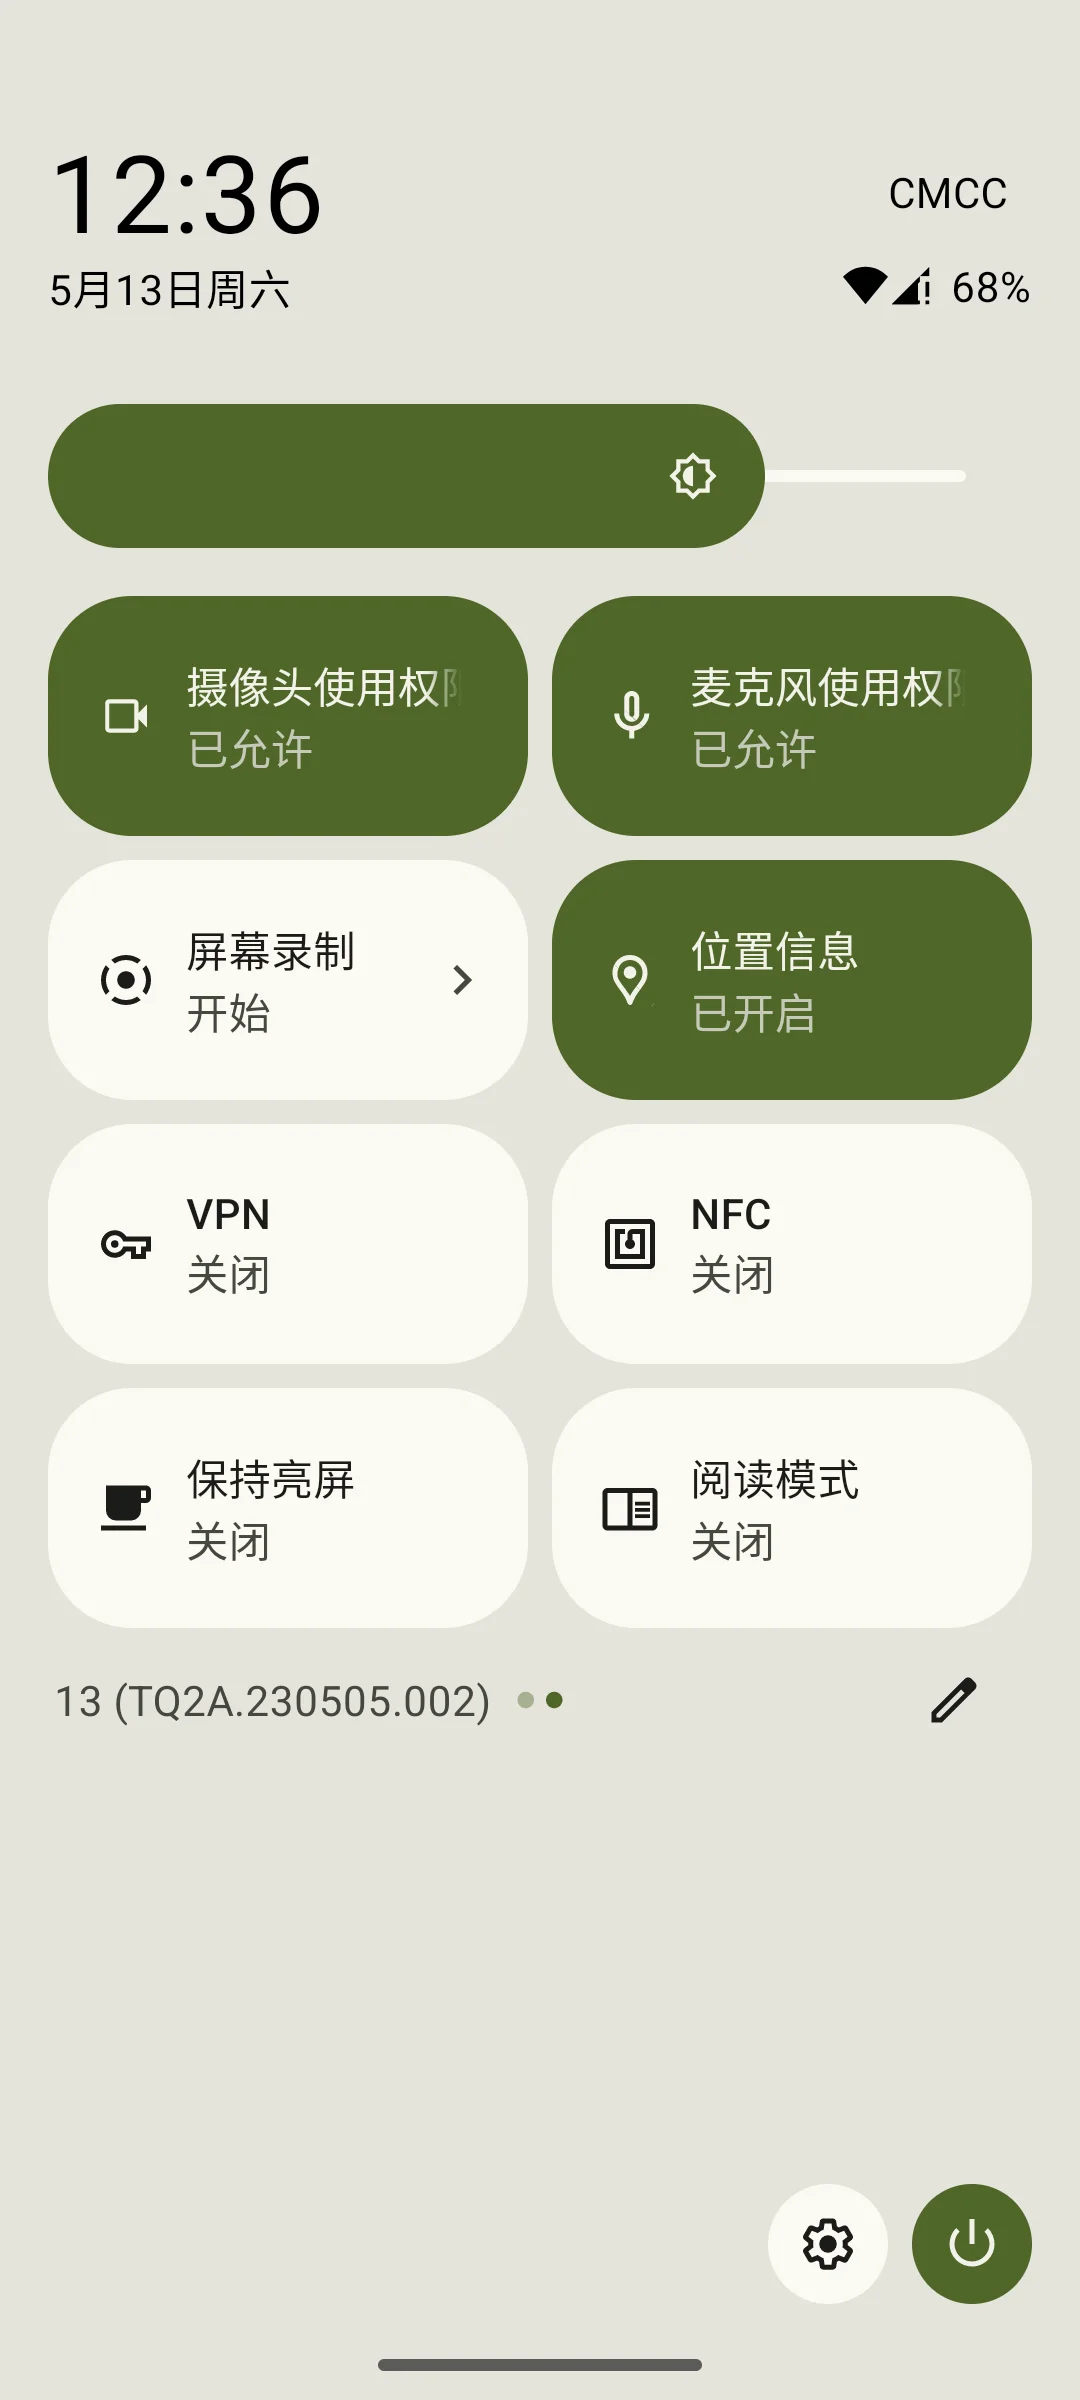 12:36
CMCC
5月13日周六
68%
摄像头使用权
已允许
麦克风使用权
已允许
屏幕录制
开始
位置信息
已开启
VPN
关闭
NFC
关闭
保持亮屏
关闭
阅读模式
关闭
13 (TQ2A.230505.002)